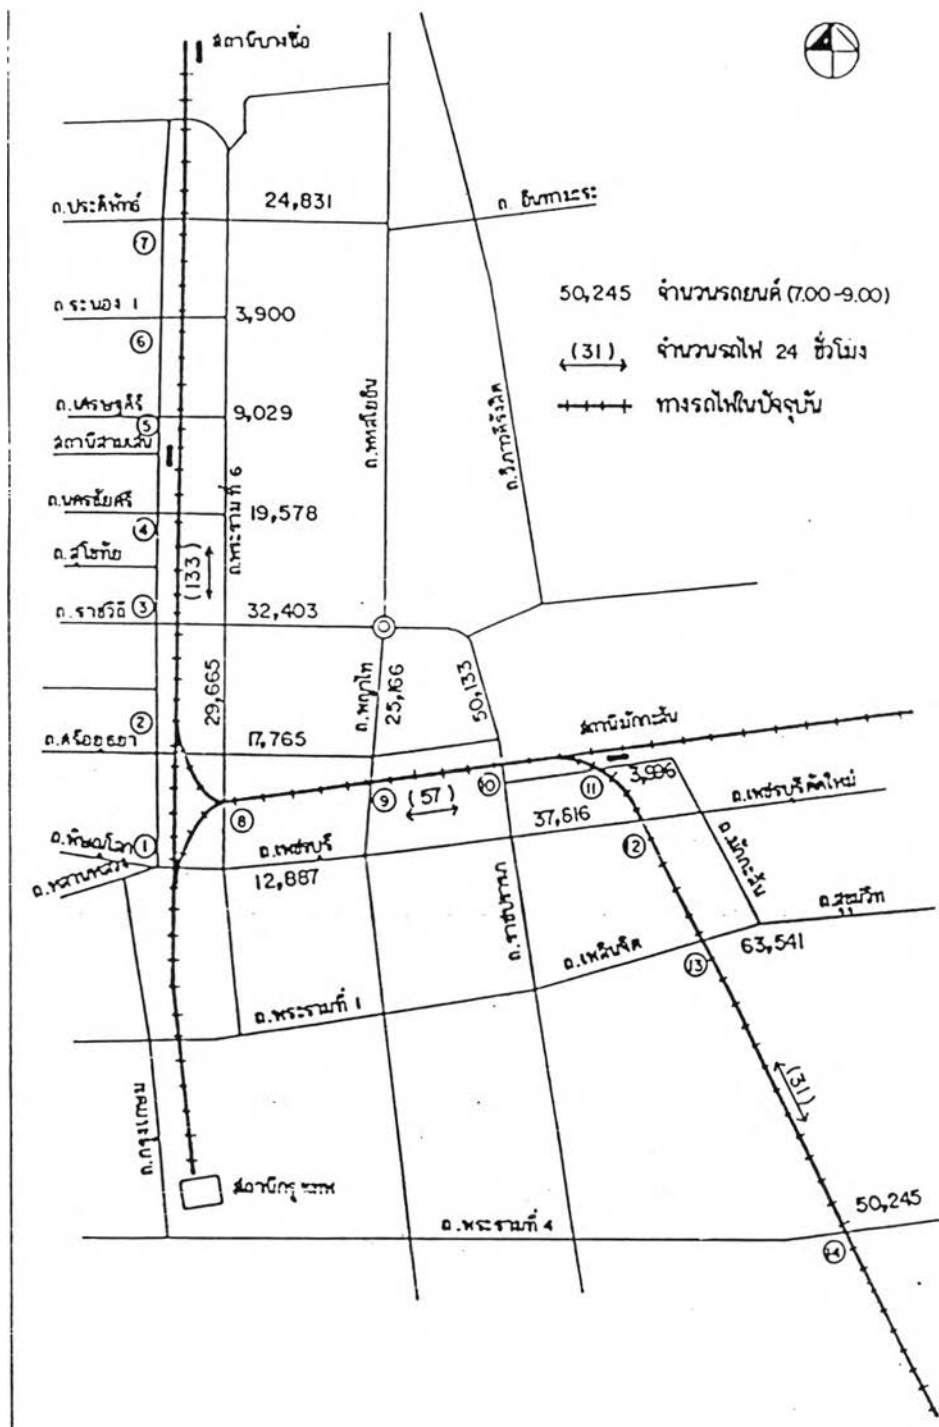 สถานีบางซื่อ
ถ.ประดิพัทธ์
24,831
ถ. อินทามะระ
7
50,245 จำนวนรถยนต์ (7.00-9.00)
ถ.ระนอง 1
3,900
6
(31) จำนวนรถไฟ 24 ชั่วโมง
ถ.เศรษฐศิริ
9,029
ทางรถไฟในปัจจุบัน
5
สถานีสามเสน
ถ.พหลโยธิน
ถ.วิภาวดีรังสิต
ถ.พระรามที่ 6
ถ.นครชัยศรี
19,578
4
ถ.สุโขทัย
(133)
3
ถ.ราชวิถี
32,403
29,665
ถ.พญาไท
25,166
50,133
2
สถานีมักกะสัน
ถ.ศรีอยุธยา
17,765
3,906
8
9
(57)
10
11
37,616
ถ.เพชรบุรีตัดใหม่
ถ.พิษณุโลก
1
ถ.เพชรบุรี
12
ถ.หลานหลวง
12,887
ถ.มักกะสัน
ถ.ราชปรารภ
ถ.สุขุมวิท
ถ.เพลินจิต
63,541
13
ถ.พระรามที่ 1
(31)
ถ.กรุงเกษม
สถานีกรุงเทพ
50,245
ถ.พระรามที่ 4
14